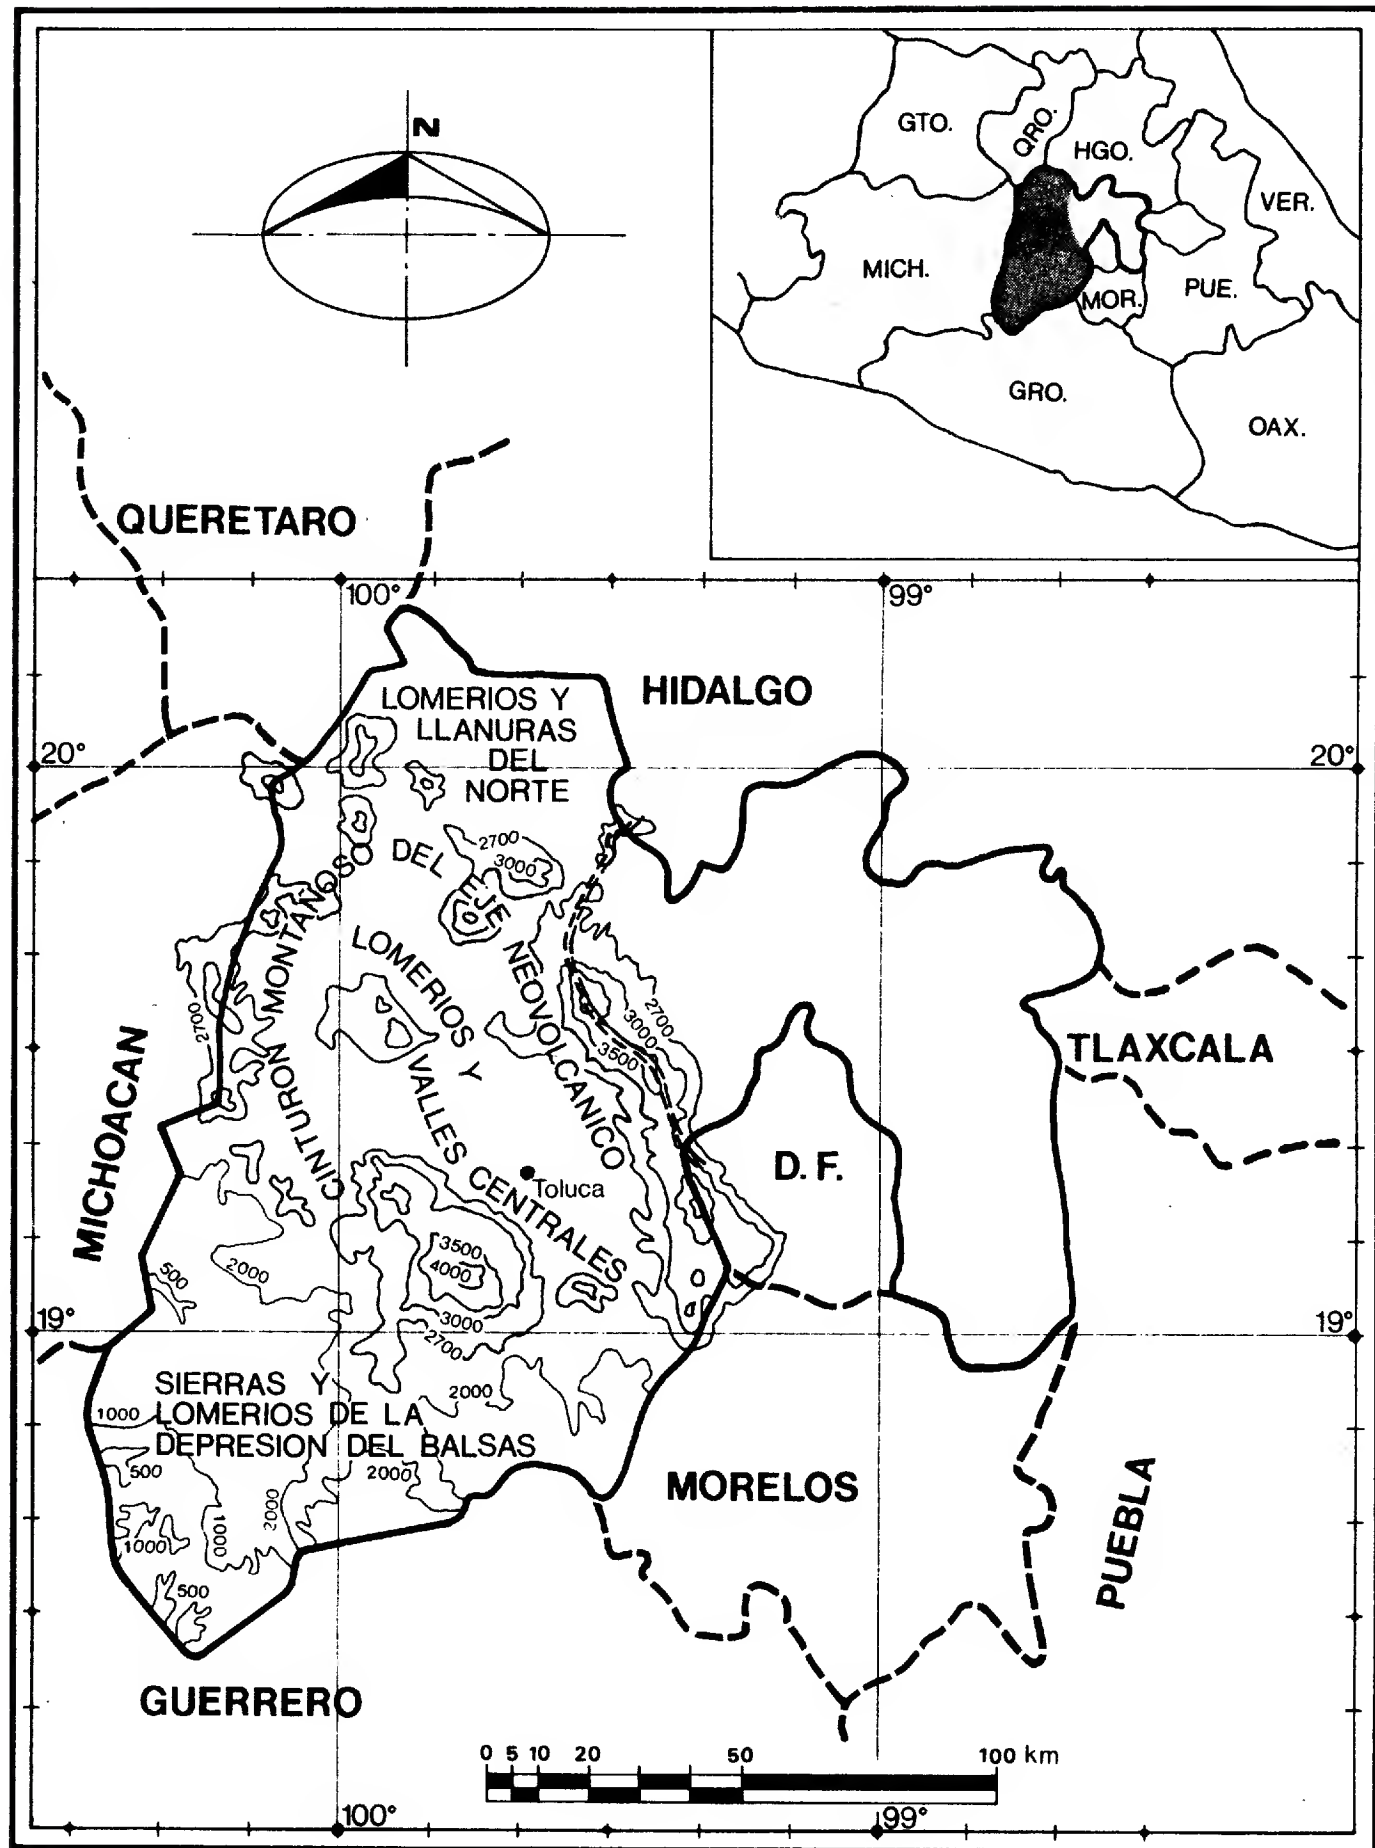 N
GTO.
QRO.
HGO.
VER.
MICH.
MOR.
PUE.
GRO.
OAX.
QUERETARO
100°
99°
HIDALGO
LOMERIOS Y
LLANURAS
DEL
NORTE
20°
20°
2700
3000
CINTURON MONTAÑOSO DEL EJE NEOVOLCANICO
LOMERIOS Y
VALLES CENTRALES
2700
2700
3000
3500
TLAXCALA
MICHOACAN
D. F.
Toluca
3500
4000
500
2000
3000
2700
19°
19°
SIERRAS Y
LOMERIOS DE LA
DEPRESION DEL BALSAS
2000
1000
500
2000
2000
1000
1000
500
MORELOS
PUEBLA
GUERRERO
0 5 10 20 50 100 km
100°
99°